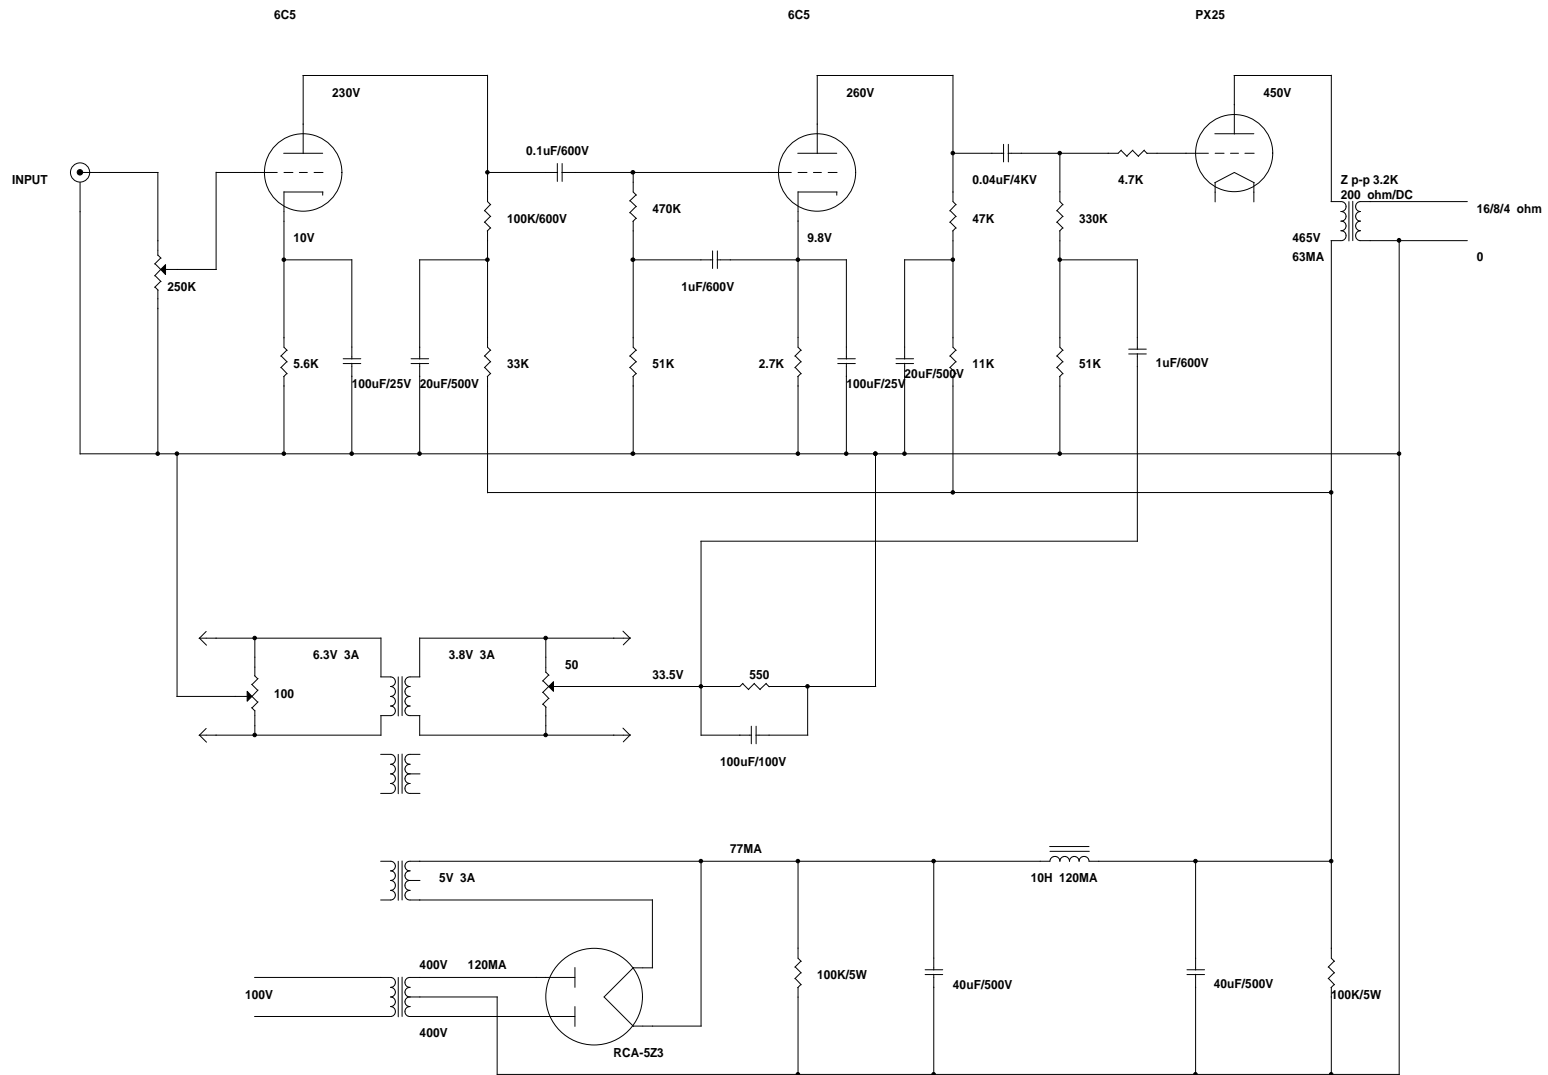 6C5
6C5
PX25
230V
260V
450V
0.1uF/600V
INPUT
0.04uF/4KV
4.7K
Z p-p 3.2K
200 ohm/DC
100K/600V
470K
47K
330K
16/8/4 ohm
10V
9.8V
465V
63MA
0
250K
1uF/600V
5.6K
100uF/25V
20uF/500V
33K
51K
2.7K
100uF/25V
20uF/500V
11K
51K
1uF/600V
6.3V 3A
3.8V 3A
50
33.5V
550
100
100uF/100V
77MA
5V 3A
10H 120MA
400V 120MA
100V
400V
100K/5W
40uF/500V
40uF/500V
100K/5W
RCA-5Z3